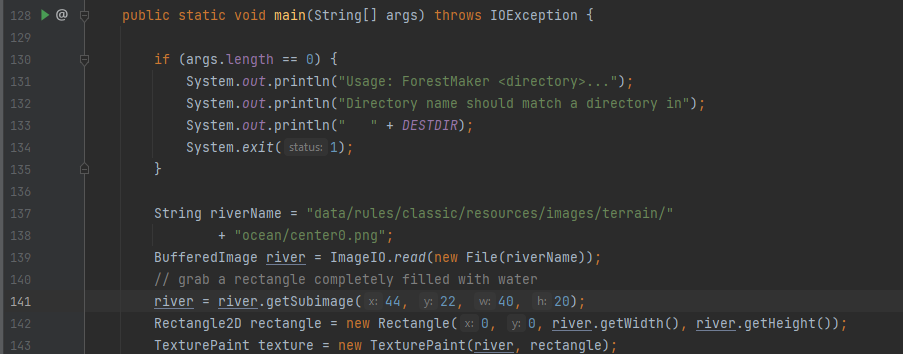 128 @ public static void main(String[] args) throws IOException {
129
130 if (args.length == 0) {
131 System.out.println("Usage: ForestMaker <directory>...");
132 System.out.println("Directory name should match a directory in");
133 System.out.println("   " + DESTDIR);
134 System.exit( status: 1);
135 }
136
137 String riverName = "data/rules/classic/resources/images/terrain/"
138 + "ocean/center0.png";
139 BufferedImage river = ImageIO.read(new File(riverName));
140 // grab a rectangle completely filled with water
141 river = river.getSubimage( x: 44, y: 22, w: 40, h: 20);
142 Rectangle2D rectangle = new Rectangle( x: 0, y: 0, river.getWidth(), river.getHeight());
143 TexturePaint texture = new TexturePaint(river, rectangle);